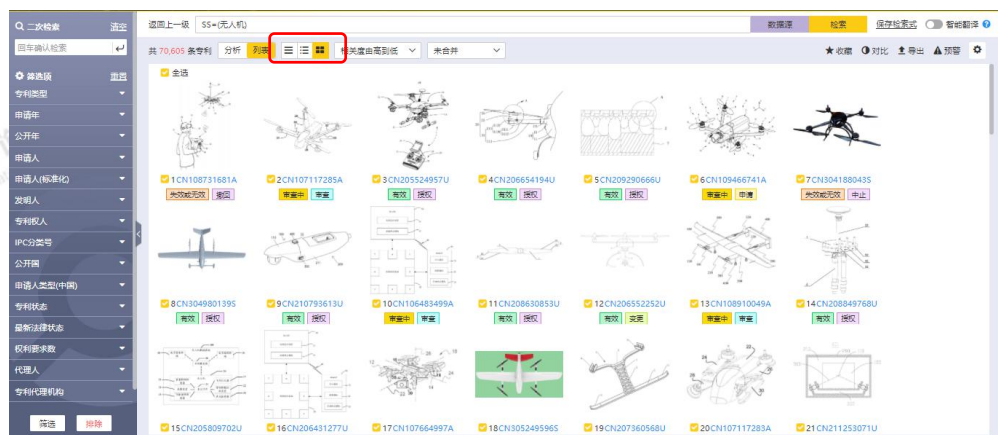 二次检索 清空 返回上一级 SS=(无人机) 数据源 检索 保存检索式 智能翻译
回车确认检索 共 70,605 条专利 分析 列表 相关度由高到低 未合并 收藏 对比 导出 预警
筛选项 重置
全选
专利类型
申请年
公开年
申请人
申请人(标准化)
发明人
专利权人
IPC分类号
公开国
申请人类型(中国)
专利状态
最新法律状态
权利要求数
代理人
专利代理机构
筛选 排除
1CN108731681A 2CN107117285A 3CN205524957U 4CN206654194U 5CN209290666U 6CN109466741A 7CN304188043S
失效或无效 撤回 审查中 审查 有效 授权 有效 授权 有效 授权 审查中 申请 失效或无效 中止
8CN304980139S 9CN210793613U 10CN106483499A 11CN208630853U 12CN206552252U 13CN108910049A 14CN208849768U
有效 授权 有效 授权 审查中 审查 有效 授权 有效 变更 审查中 审查 有效 授权
15CN205809702U 16CN206431277U 17CN107664997A 18CN305249596S 19CN207360568U 20CN107117283A 21CN211253071U